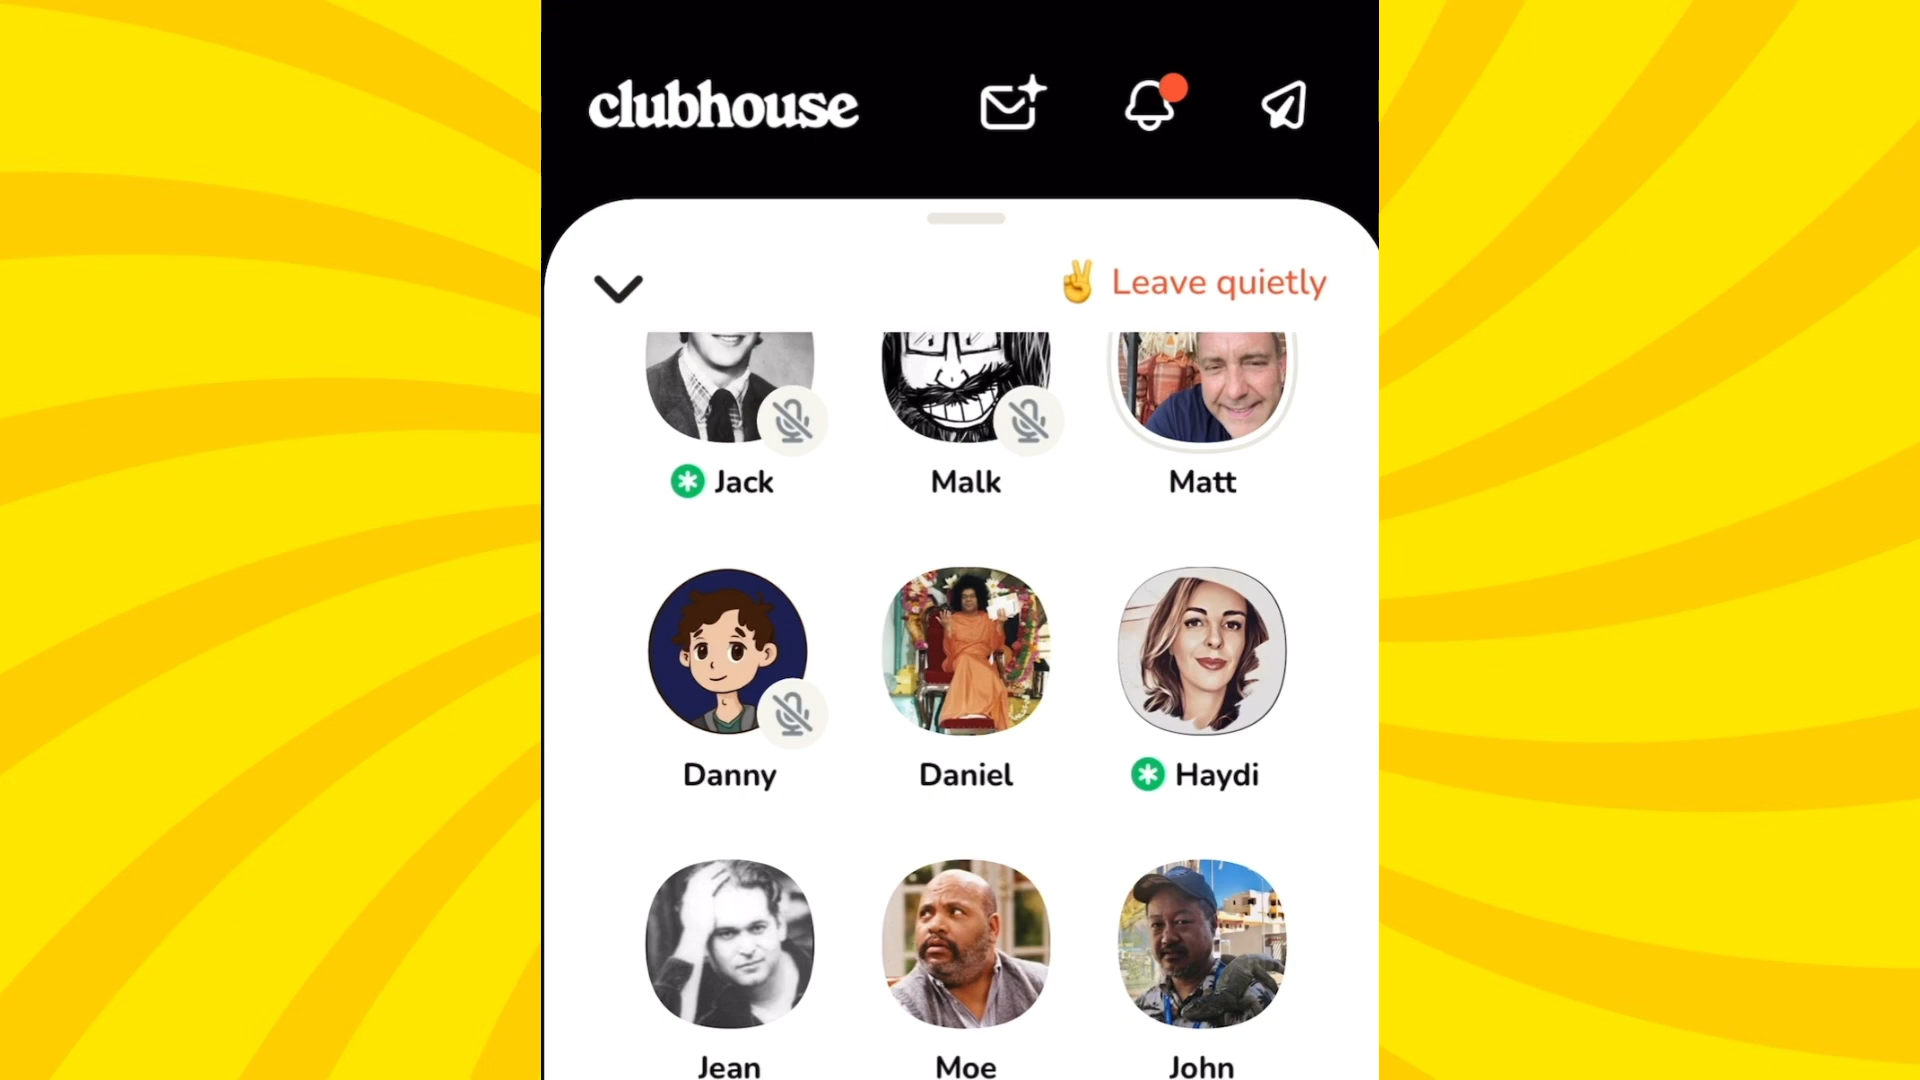 clubhouse
✌️ Leave quietly
Jack
Malk
Matt
Danny
Daniel
Haydi
Jean
Moe
John